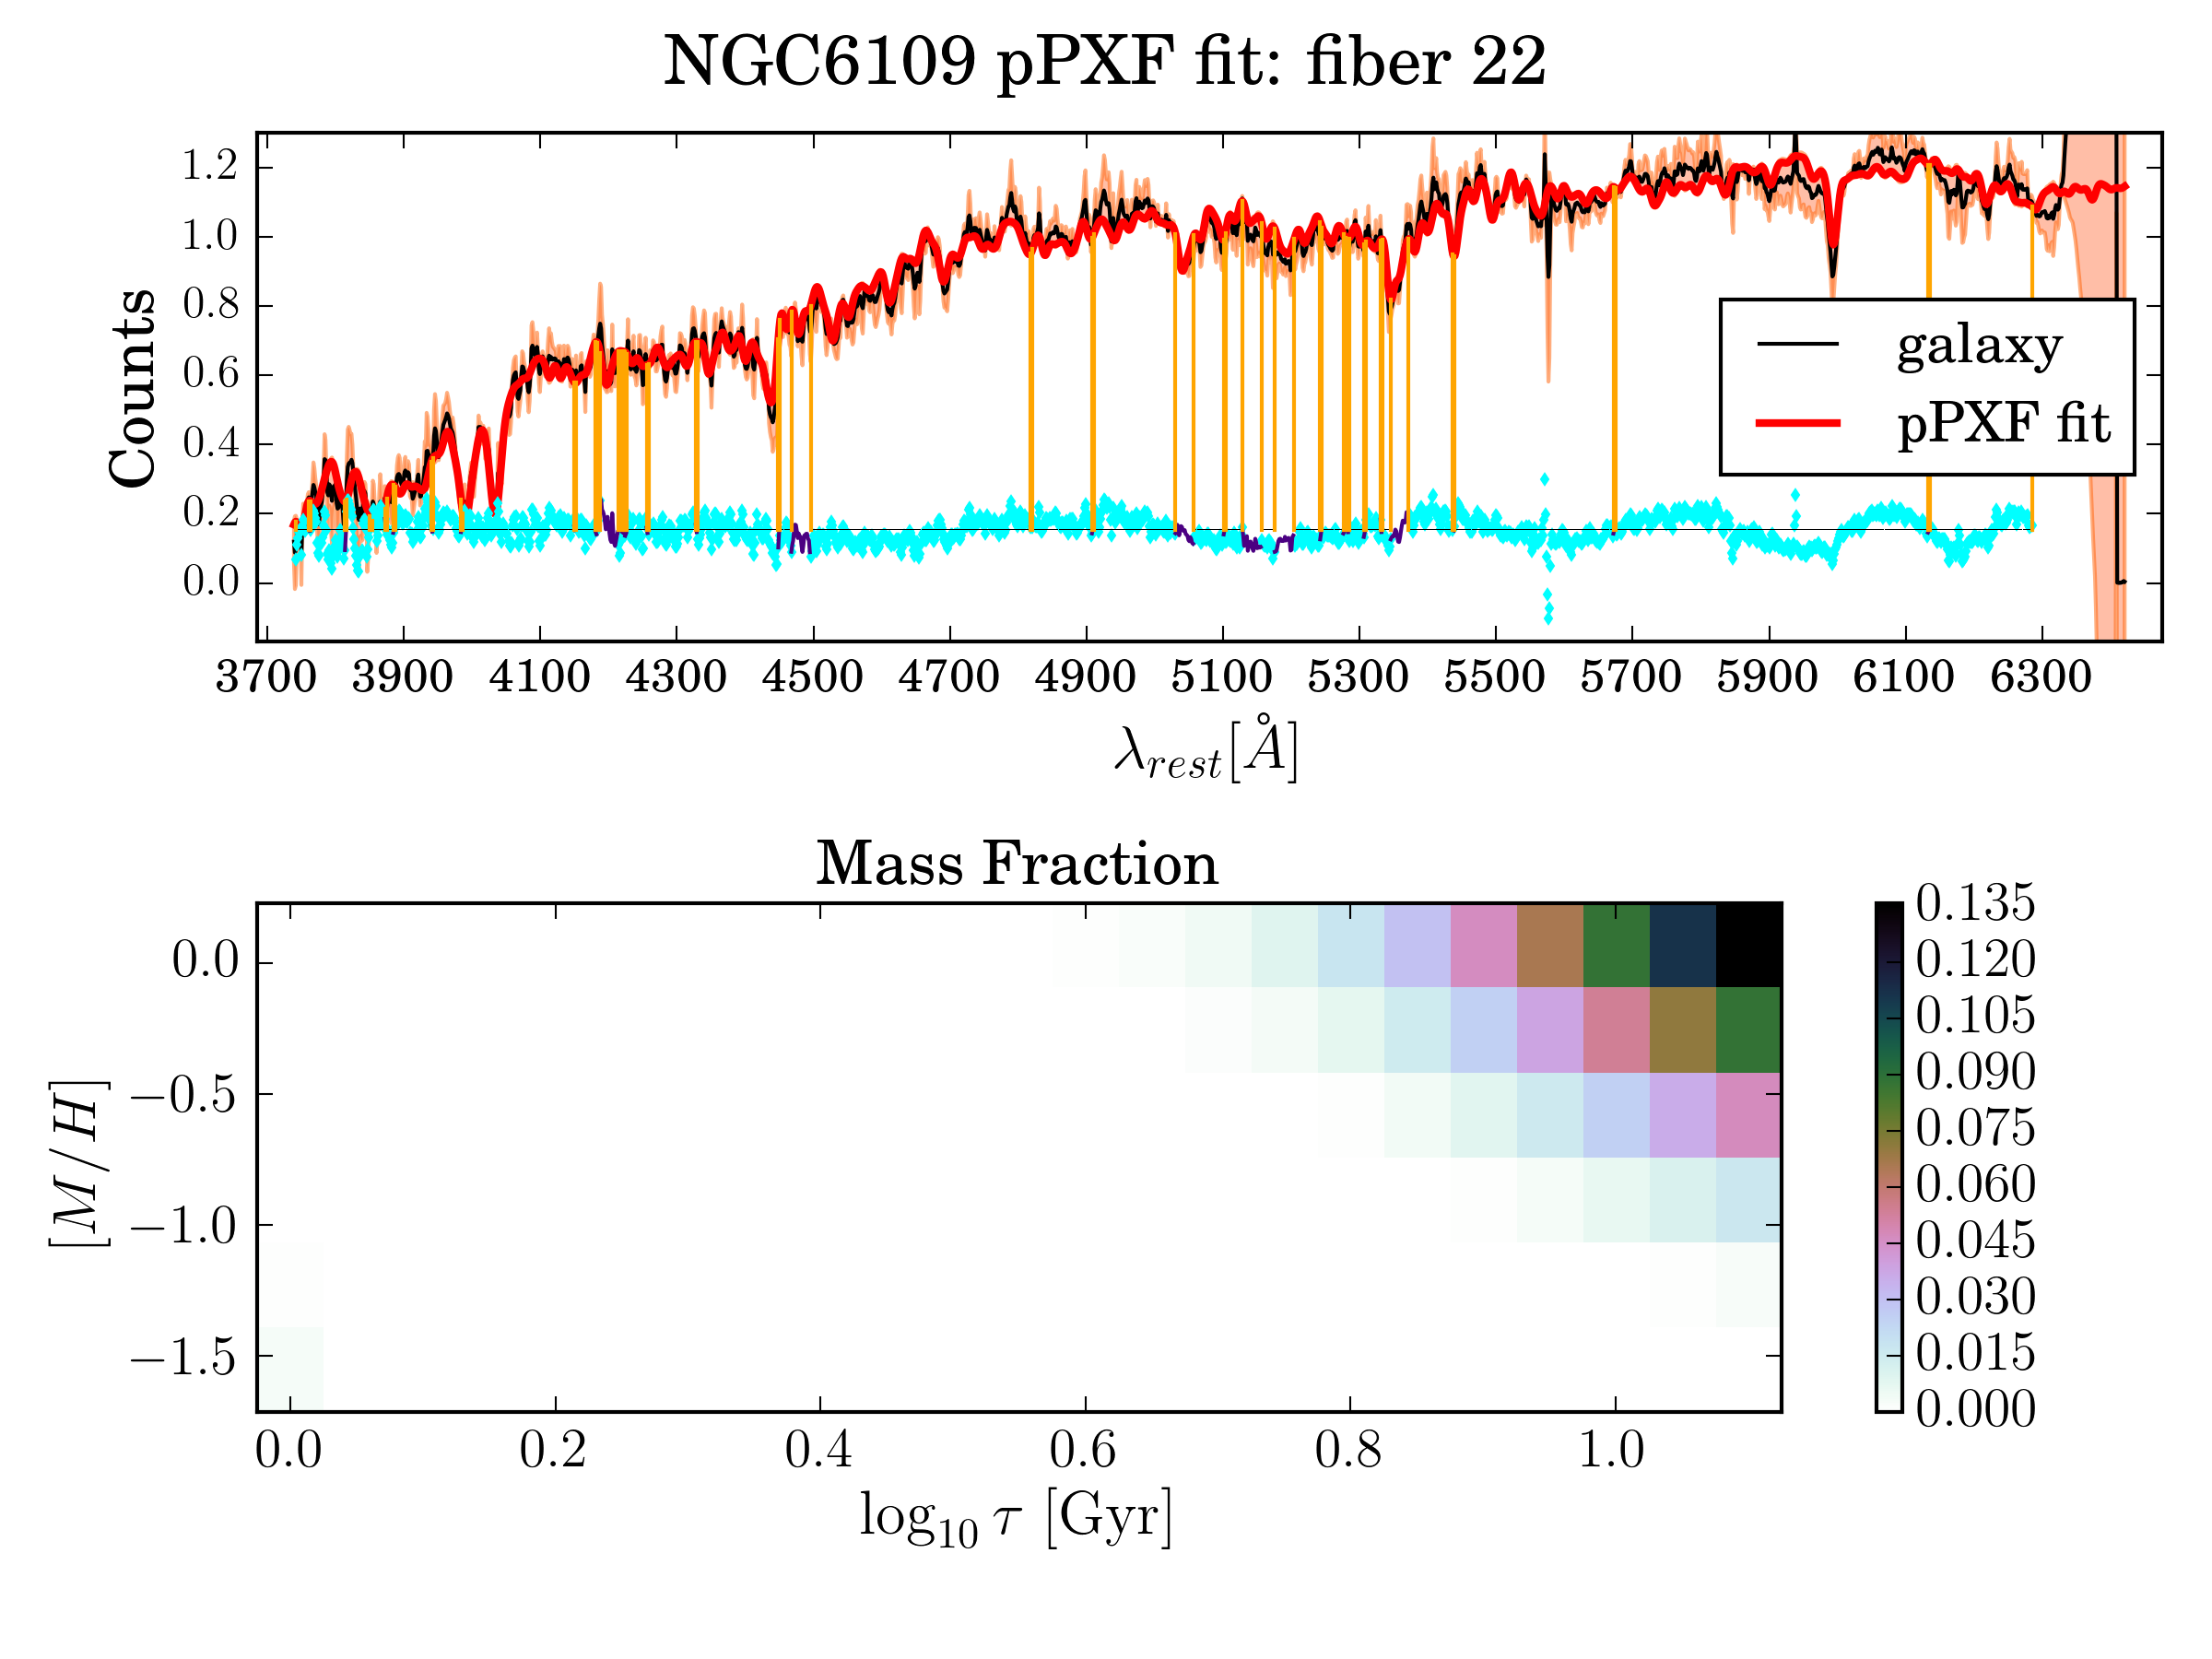 NGC6109 pPXF fit: fiber 22
1.2
1.0
0.8
0.6
0.4
0.2
0.0
Counts
galaxy
pPXF fit
3700 3900 4100 4300 4500 4700 4900 5100 5300 5500 5700 5900 6100 6300
λrest[Å]
Mass Fraction
0.0
−0.5
−1.0
−1.5
[M/H]
0.0 0.2 0.4 0.6 0.8 1.0
log10 τ [Gyr]
0.135
0.120
0.105
0.090
0.075
0.060
0.045
0.030
0.015
0.000